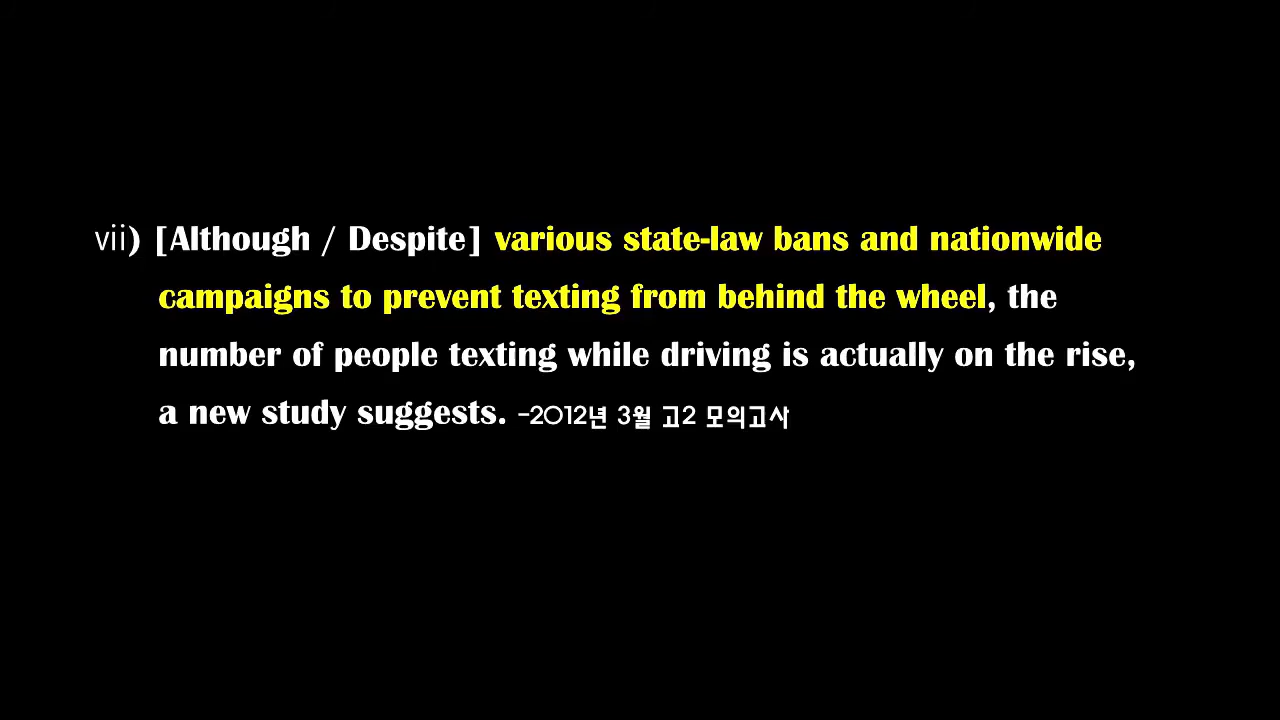 vii) [Although / Despite] various state-law bans and nationwide
campaigns to prevent texting from behind the wheel, the
number of people texting while driving is actually on the rise,
a new study suggests. -2012년 3월 고2 모의고사